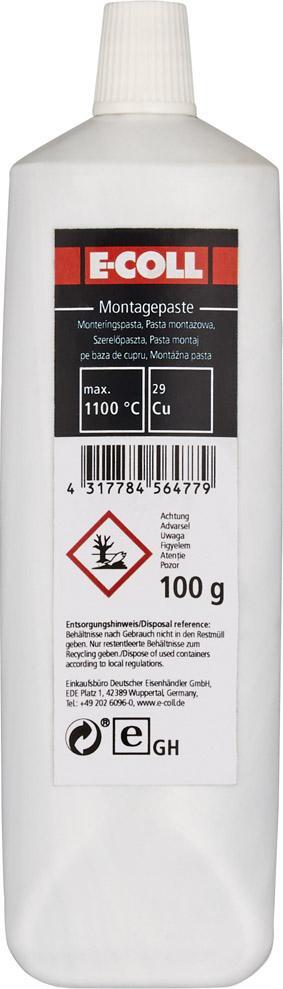 E-COLL
Montagepaste
Monteringspasta, Pasta montażowa,
Szerelőpaszta, Pasta montaj
pe baza de cupru, Montážna pasta
max.
1100 °C
29
Cu
4 317784 564779
Achtung
Advarsel
Uwaga
Figyelem
Atenție
Pozor
100 g
Entsorgungshinweis/Disposal reference:
Behältnisse nach Gebrauch nicht in den Restmüll
geben. Nur restentleerte Behältnisse zum
Recycling geben./Dispose of used containers
according to local regulations.
Einkaufsbüro Deutscher Eisenhändler GmbH,
EDE Platz 1, 42389 Wuppertal, Germany,
Tel.: +49 202 6096-0, www.e-coll.de
® e GH